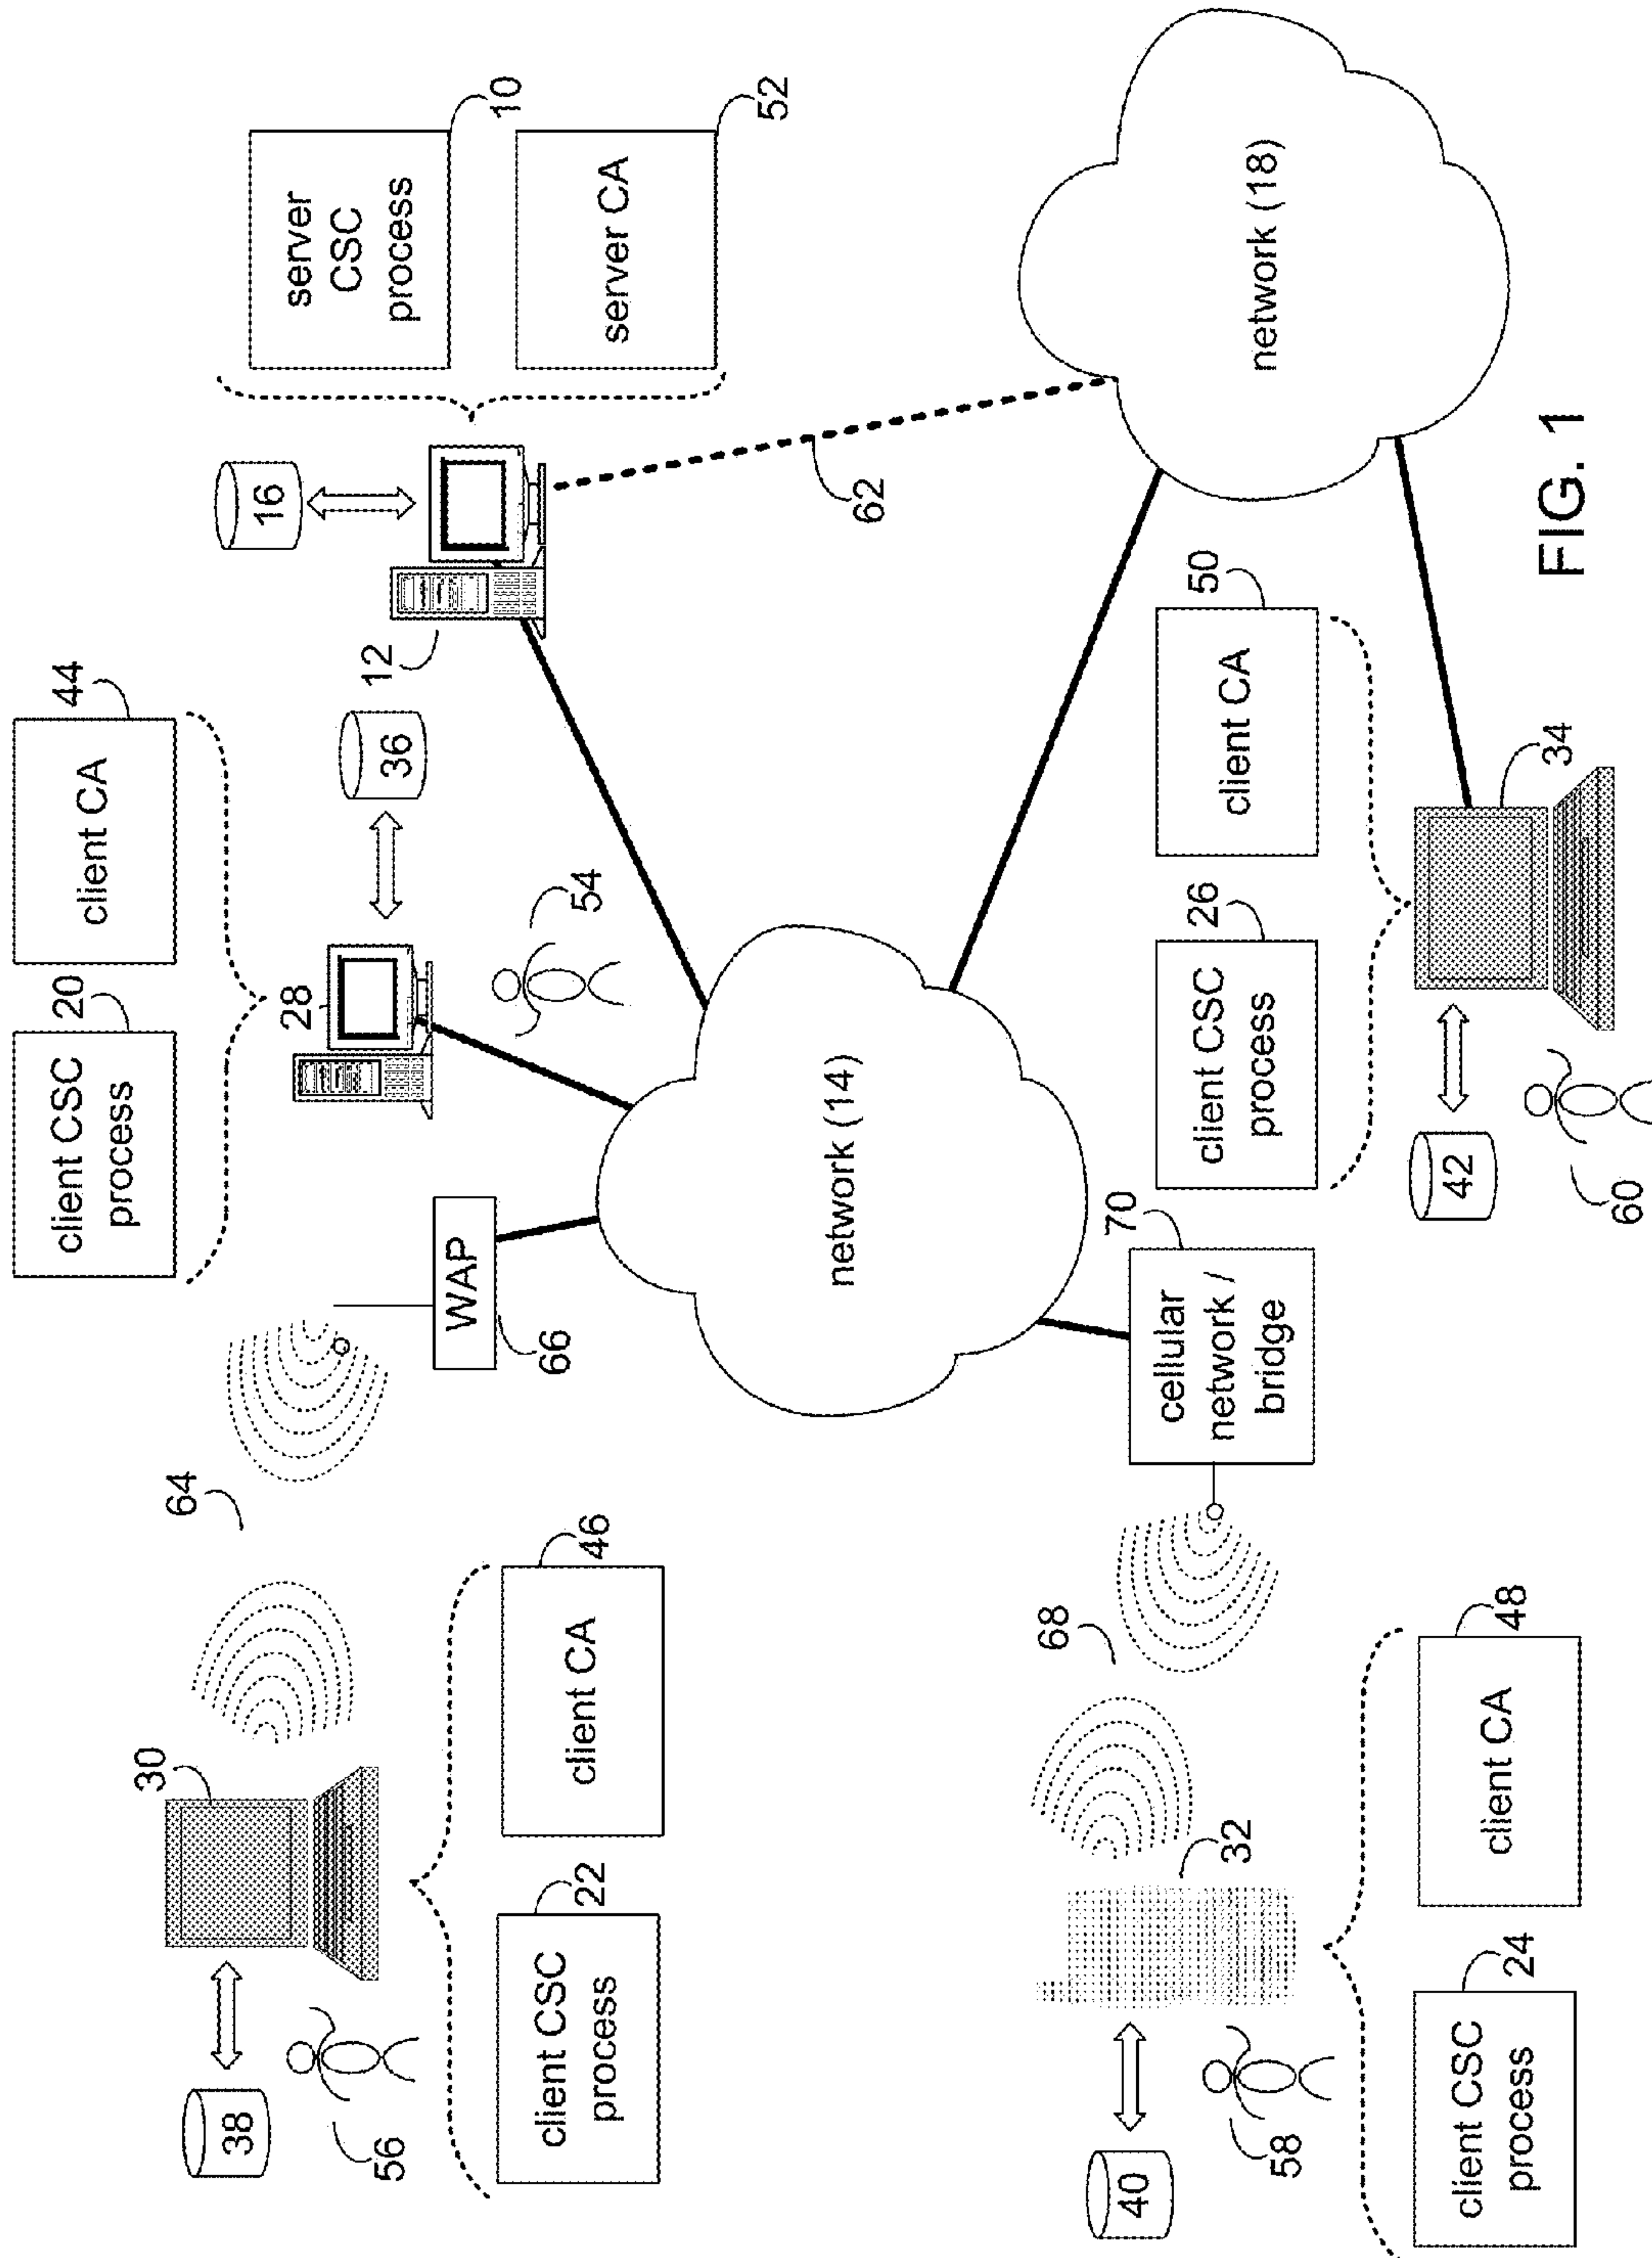 client CSC
process
20
client CA
44
28
36
12
16
server
CSC
process
10
server CA
52
54
30
38
56
64
WAP
66
client CSC
process
22
client CA
46
network (14)
62
network (18)
32
40
58
68
cellular
network /
bridge
70
client CSC
process
26
client CA
50
34
42
60
client CSC
process
24
client CA
48
FIG. 1